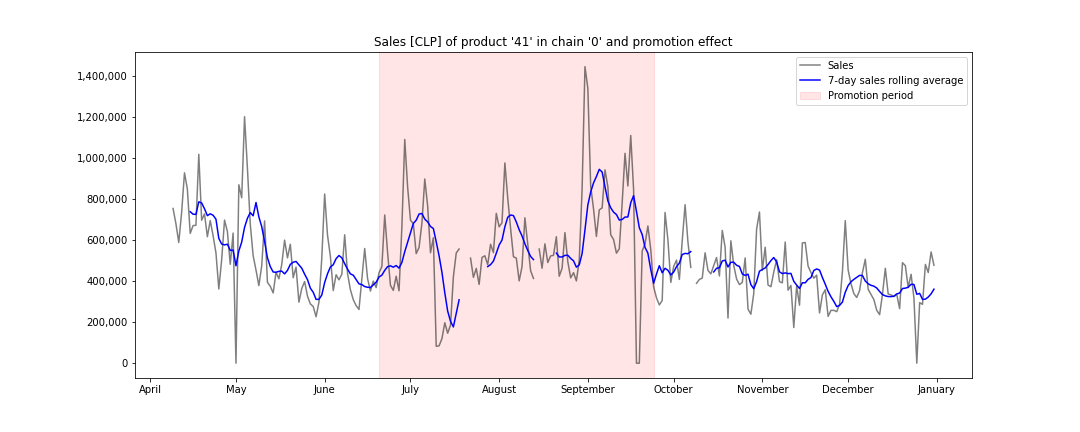 Sales [CLP] of product '41' in chain '0' and promotion effect
Sales
7-day sales rolling average
Promotion period
1,400,000
1,200,000
1,000,000
800,000
600,000
400,000
200,000
0
April May June July August September October November December January